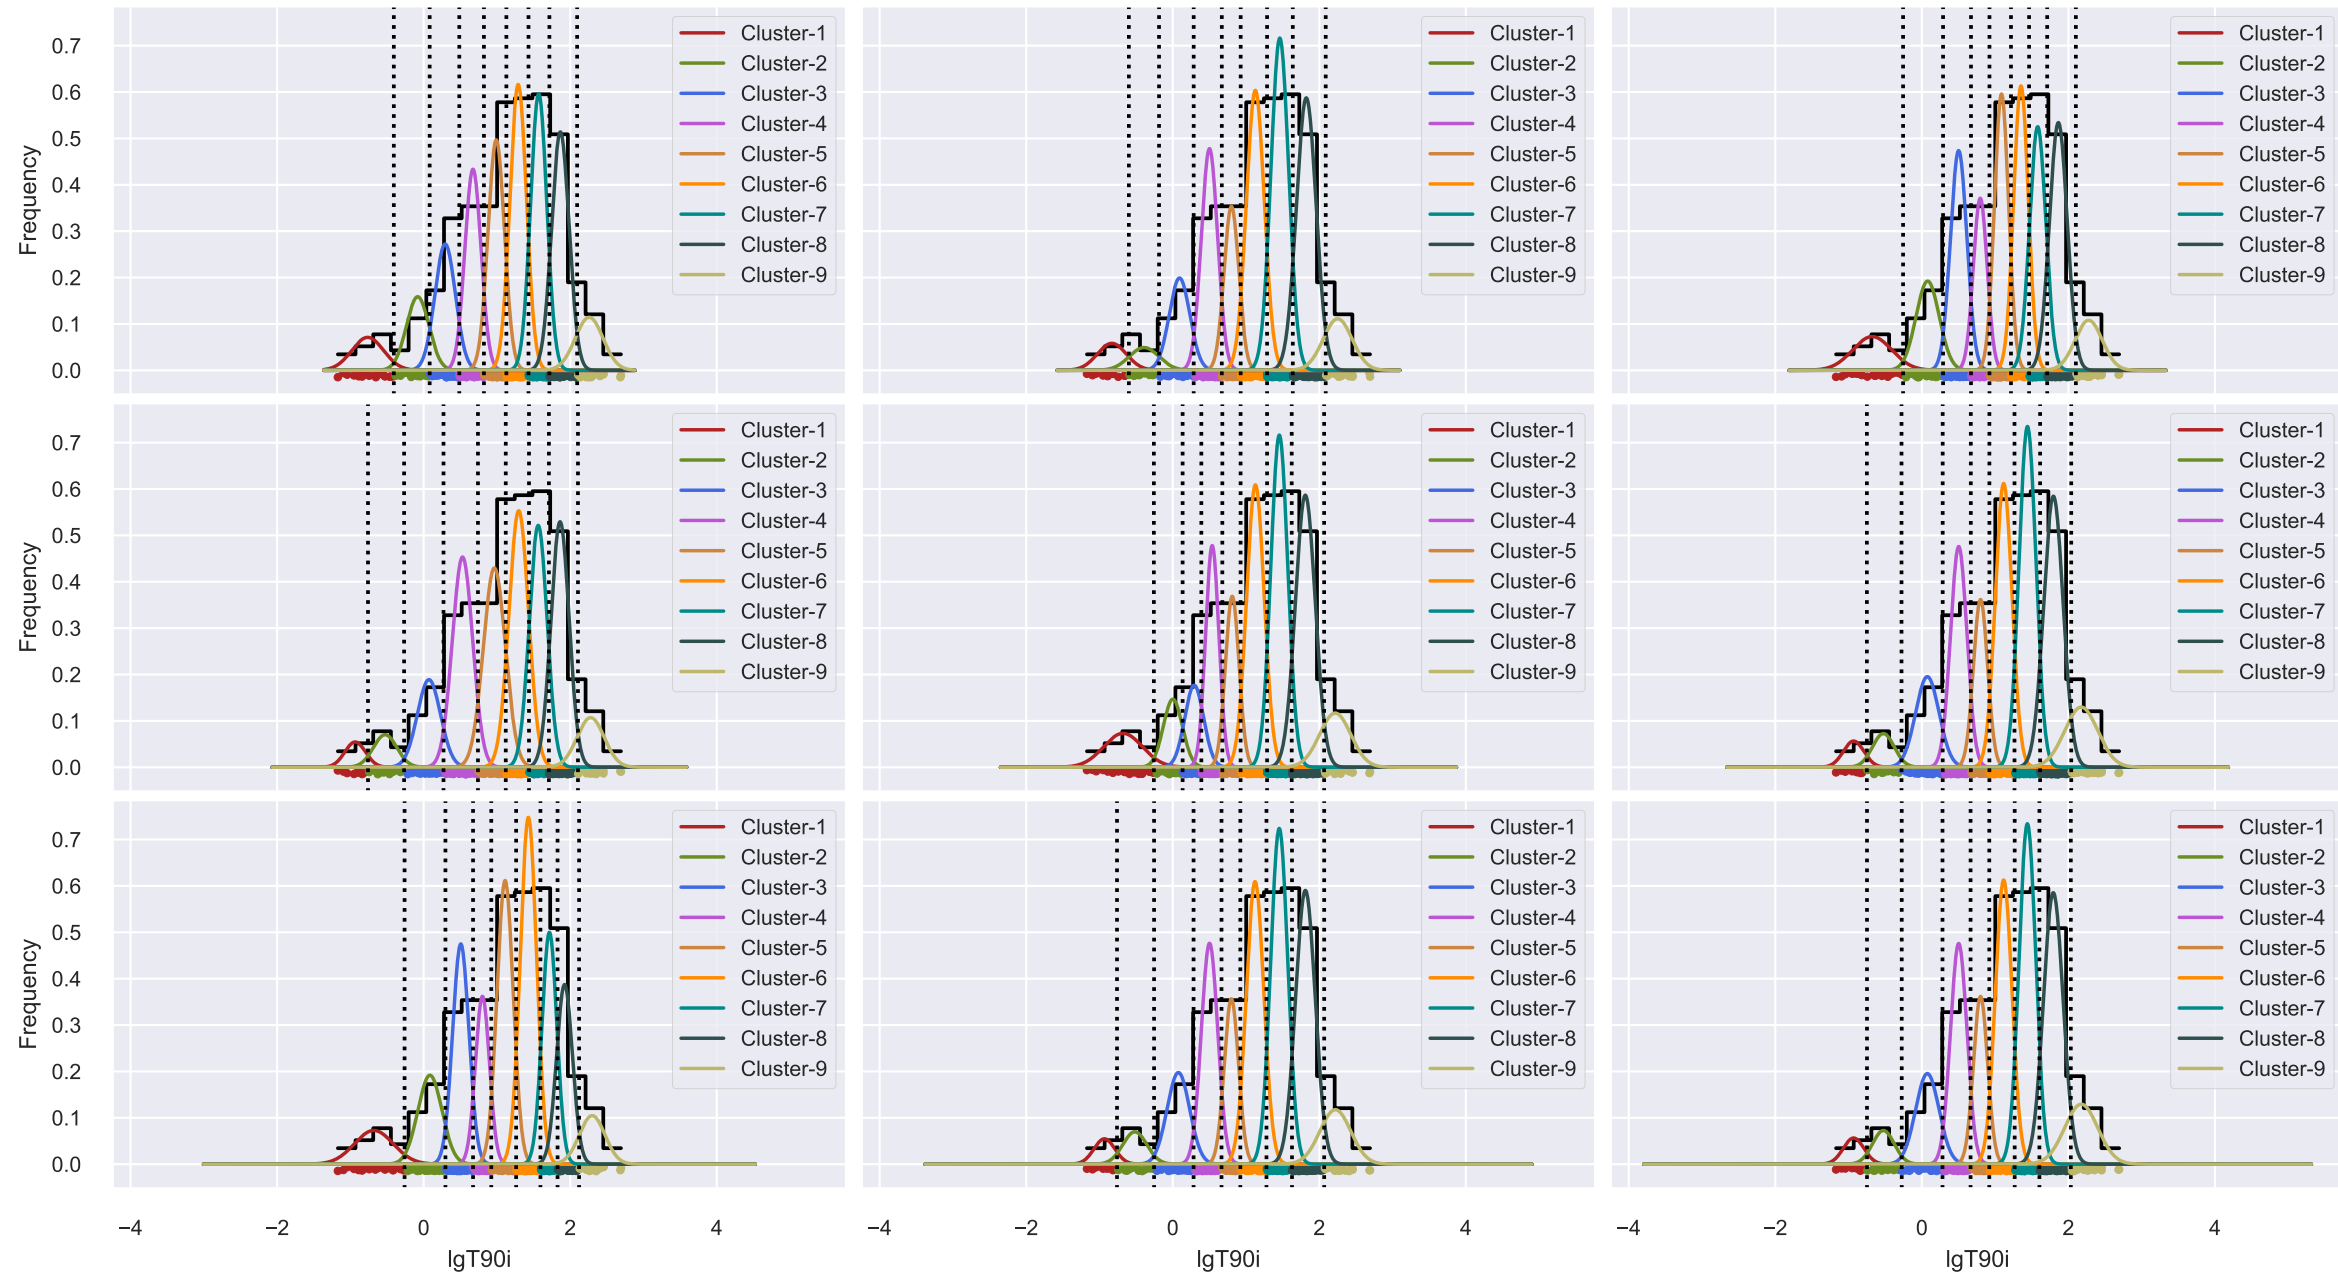 Frequency
0.7
0.6
0.5
0.4
0.3
0.2
0.1
0.0
Cluster-1
Cluster-2
Cluster-3
Cluster-4
Cluster-5
Cluster-6
Cluster-7
Cluster-8
Cluster-9
Cluster-1
Cluster-2
Cluster-3
Cluster-4
Cluster-5
Cluster-6
Cluster-7
Cluster-8
Cluster-9
Cluster-1
Cluster-2
Cluster-3
Cluster-4
Cluster-5
Cluster-6
Cluster-7
Cluster-8
Cluster-9
Frequency
0.7
0.6
0.5
0.4
0.3
0.2
0.1
0.0
Cluster-1
Cluster-2
Cluster-3
Cluster-4
Cluster-5
Cluster-6
Cluster-7
Cluster-8
Cluster-9
Cluster-1
Cluster-2
Cluster-3
Cluster-4
Cluster-5
Cluster-6
Cluster-7
Cluster-8
Cluster-9
Cluster-1
Cluster-2
Cluster-3
Cluster-4
Cluster-5
Cluster-6
Cluster-7
Cluster-8
Cluster-9
Frequency
0.7
0.6
0.5
0.4
0.3
0.2
0.1
0.0
Cluster-1
Cluster-2
Cluster-3
Cluster-4
Cluster-5
Cluster-6
Cluster-7
Cluster-8
Cluster-9
Cluster-1
Cluster-2
Cluster-3
Cluster-4
Cluster-5
Cluster-6
Cluster-7
Cluster-8
Cluster-9
Cluster-1
Cluster-2
Cluster-3
Cluster-4
Cluster-5
Cluster-6
Cluster-7
Cluster-8
Cluster-9
−4 −2 0 2 4
lgT90i
−4 −2 0 2 4
lgT90i
−4 −2 0 2 4
lgT90i